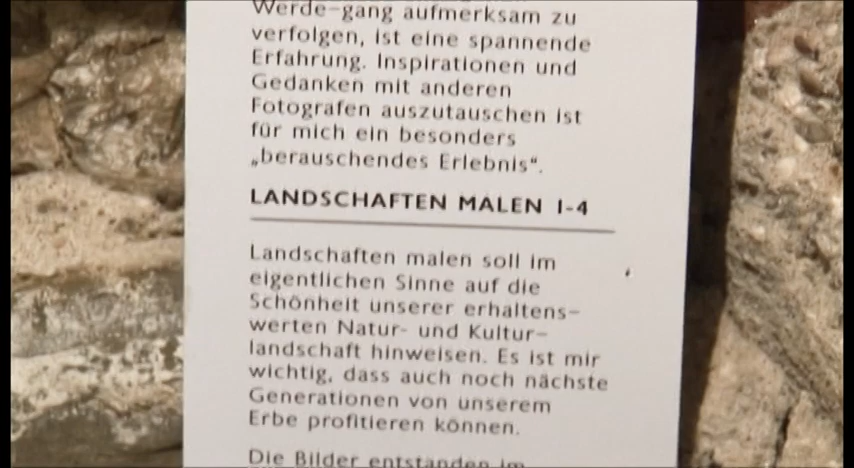 Werde-gang aufmerksam zu
verfolgen, ist eine spannende
Erfahrung. Inspirationen und
Gedanken mit anderen
Fotografen auszutauschen ist
für mich ein besonders
„berauschendes Erlebnis“.
LANDSCHAFTEN MALEN 1-4
Landschaften malen soll im
eigentlichen Sinne auf die
Schönheit unserer erhaltens-
werten Natur- und Kultur-
landschaft hinweisen. Es ist mir
wichtig, dass auch noch nächste
Generationen von unserem
Erbe profitieren können.
Die Bilder entstanden im